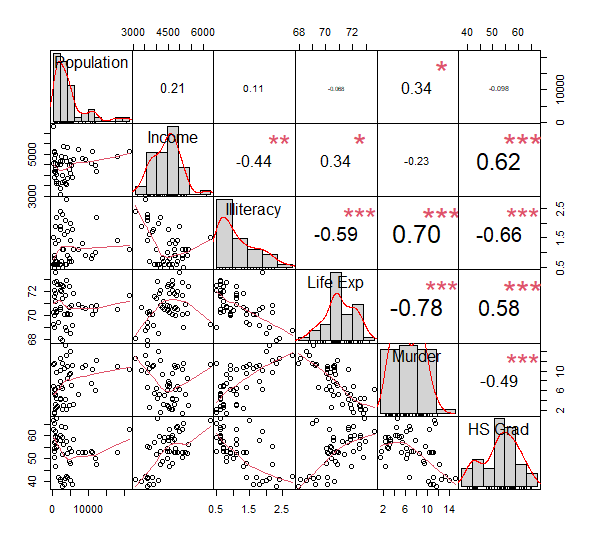 3000 4500 6000 68 70 72 40 50 60
Population 0.21 0.11 -0.068 0.34 * -0.098 0 10000
3000 5000 Income -0.44 ** 0.34 * -0.23 0.62 ***
Illiteracy -0.59 *** 0.70 *** -0.66 *** 0.5 1.5 2.5
68 70 72 Life Exp -0.78 *** 0.58 ***
Murder -0.49 *** 2 6 10
40 50 60 HS Grad
0 10000 0.5 1.5 2.5 2 6 10 14